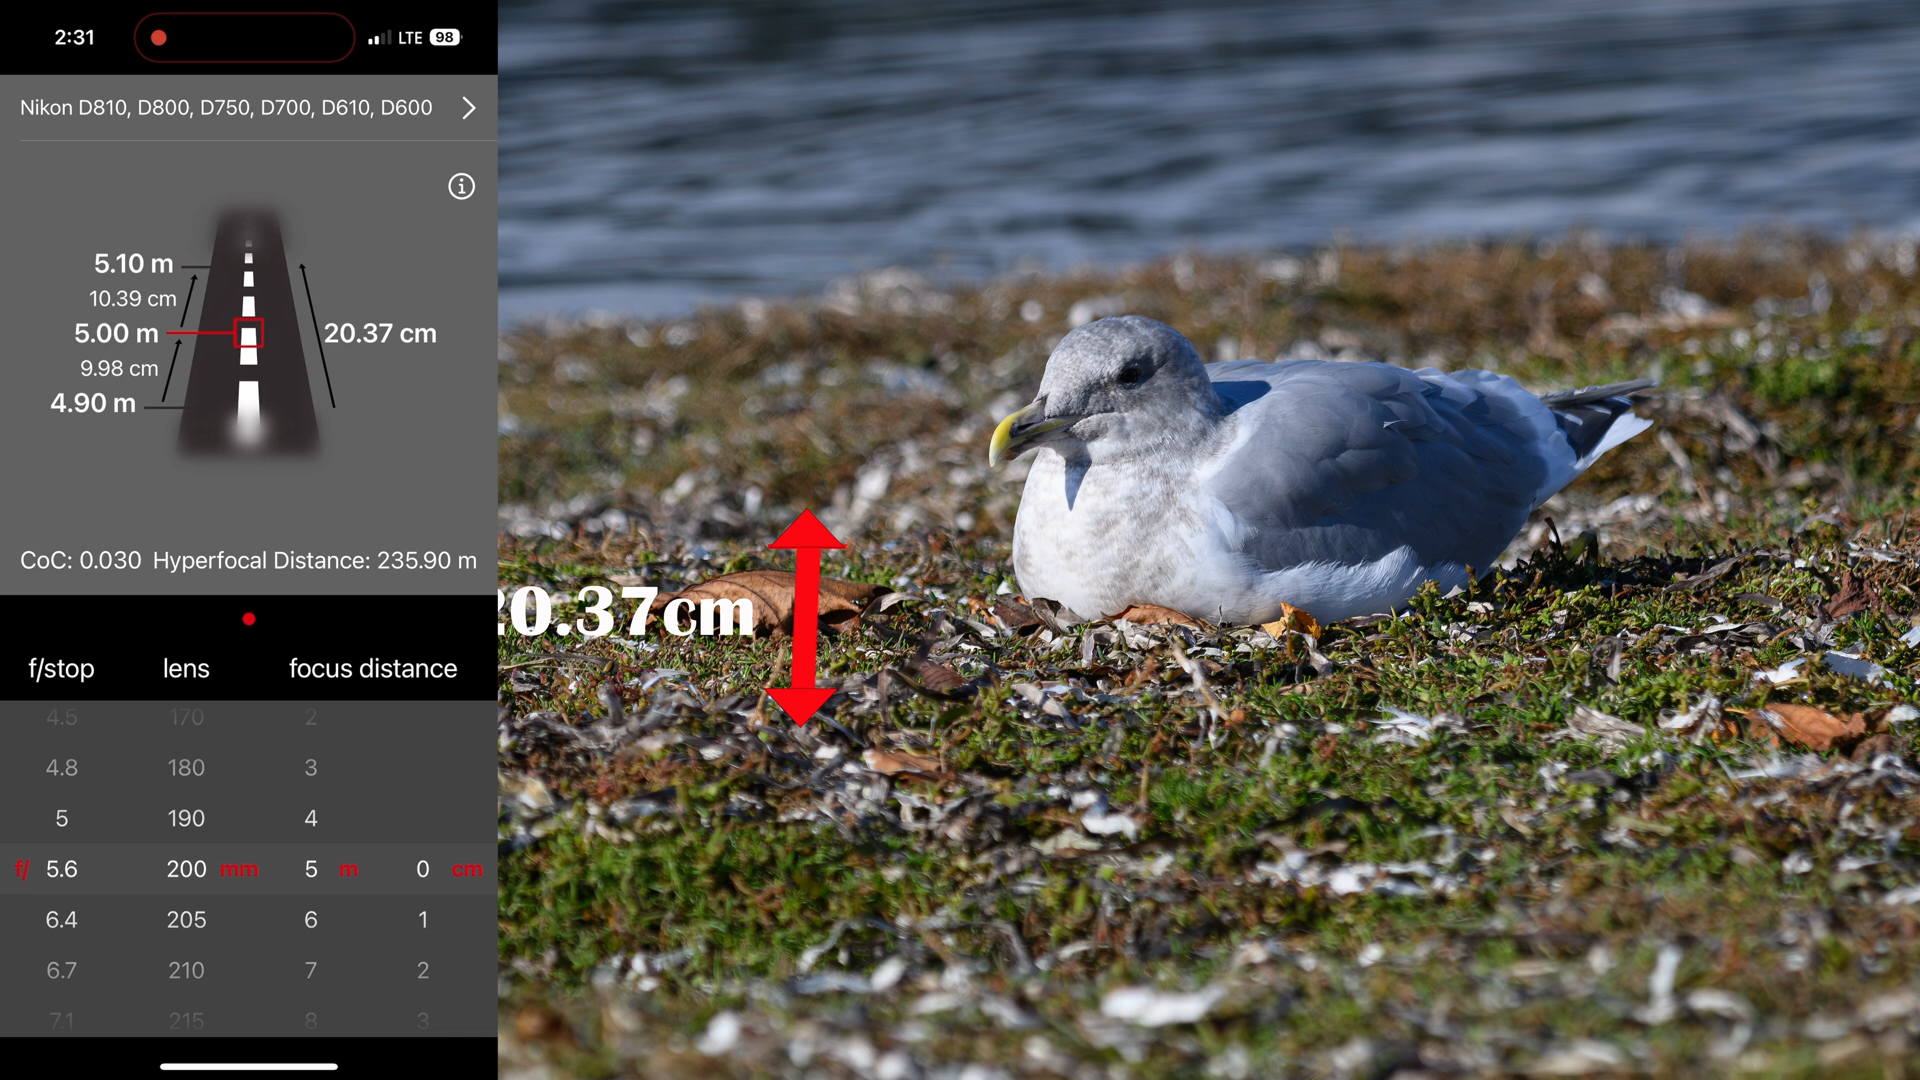 2:31
LTE 98
Nikon D810, D800, D750, D700, D610, D600
5.10 m
10.39 cm
5.00 m
20.37 cm
9.98 cm
4.90 m
CoC: 0.030 Hyperfocal Distance: 235.90 m
f/stop lens focus distance
4.5 170 2
4.8 180 3
5 190 4
f/ 5.6 200 mm 5 m 0 cm
6.4 205 6 1
6.7 210 7 2
7.1 215 8 3
20.37cm